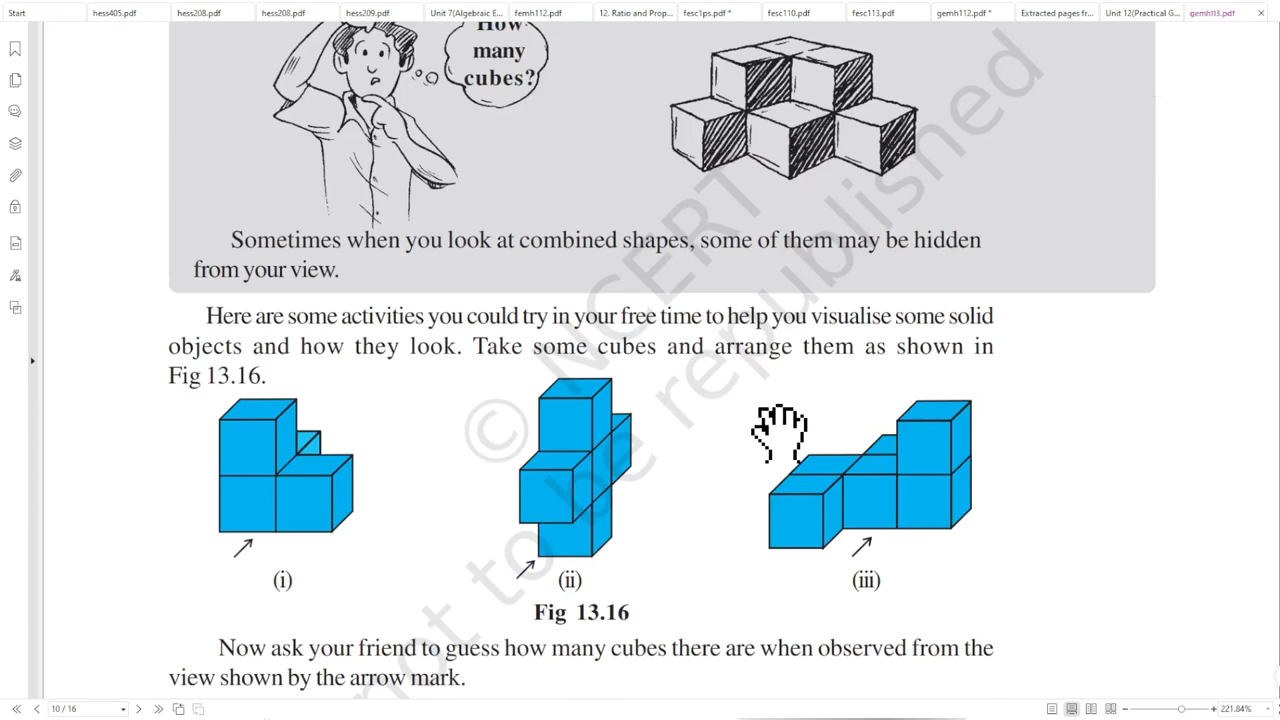 Start hess405.pdf hess208.pdf hess208.pdf hess209.pdf Unit 7(Algebraic E... femh112.pdf 12. Ratio and Prop... fesc1ps.pdf * fesc110.pdf fesc113.pdf gemh112.pdf * Extracted pages fr... Unit 12(Practical G... gemh113.pdf
How
many
cubes?
Sometimes when you look at combined shapes, some of them may be hidden
from your view.
Here are some activities you could try in your free time to help you visualise some solid
objects and how they look. Take some cubes and arrange them as shown in
Fig 13.16.
(i) (ii) (iii)
Fig 13.16
Now ask your friend to guess how many cubes there are when observed from the
view shown by the arrow mark.
© NCERT
not to be republished
10 / 16 221.84%